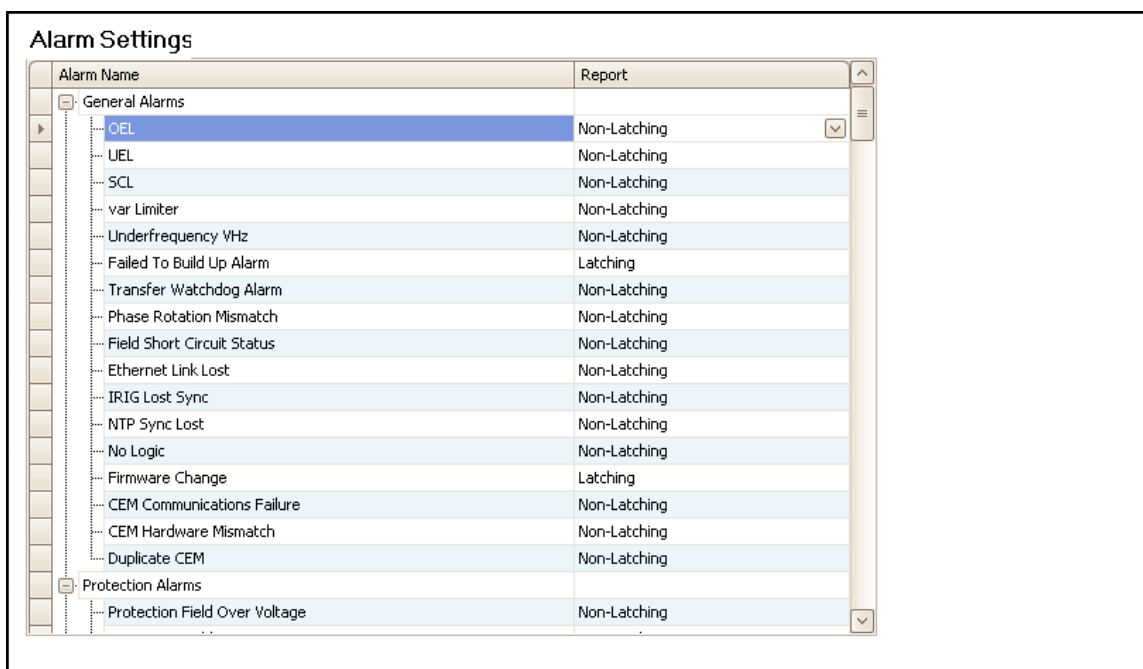 Alarm Settings
Alarm Name Report
General Alarms
OEL Non-Latching
UEL Non-Latching
SCL Non-Latching
var Limiter Non-Latching
Underfrequency VHz Non-Latching
Failed To Build Up Alarm Latching
Transfer Watchdog Alarm Non-Latching
Phase Rotation Mismatch Non-Latching
Field Short Circuit Status Non-Latching
Ethernet Link Lost Non-Latching
IRIG Lost Sync Non-Latching
NTP Sync Lost Non-Latching
No Logic Non-Latching
Firmware Change Latching
CEM Communications Failure Non-Latching
CEM Hardware Mismatch Non-Latching
Duplicate CEM Non-Latching
Protection Alarms
Protection Field Over Voltage Non-Latching